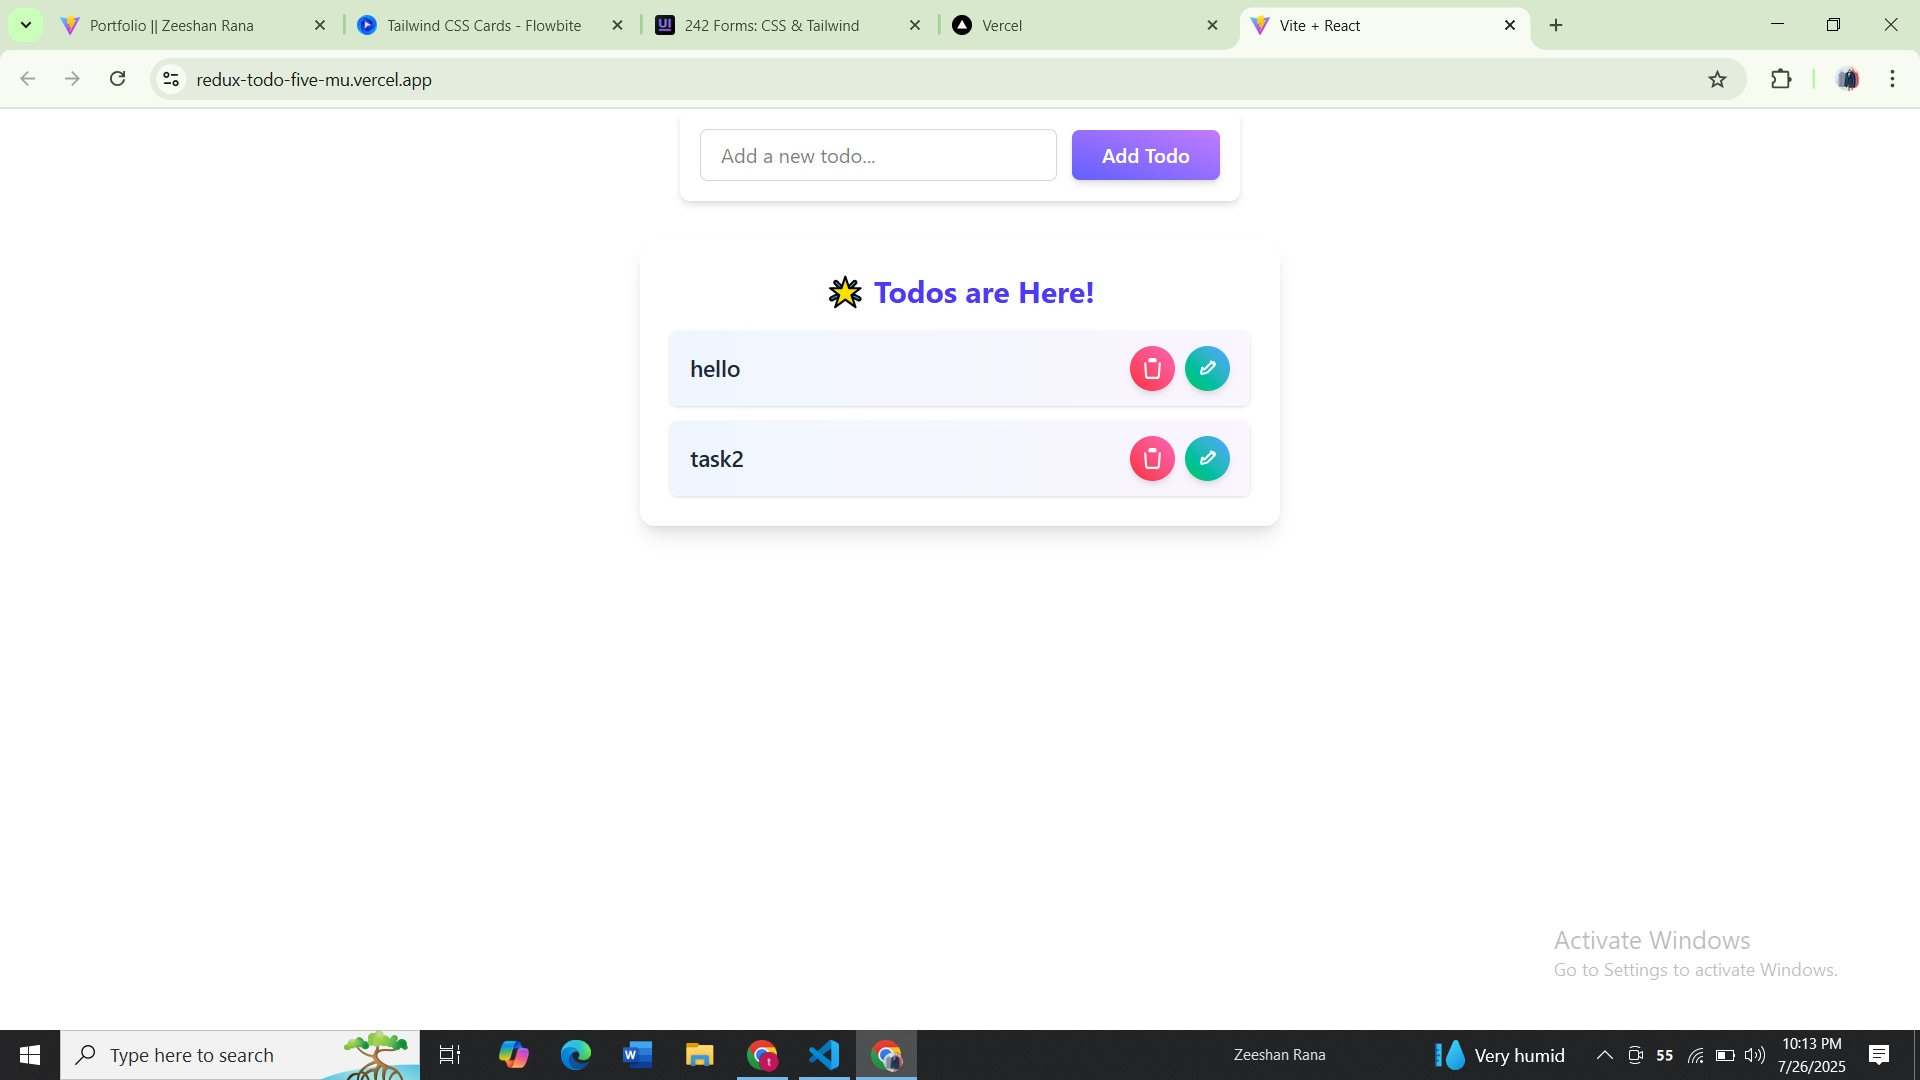 Portfolio || Zeeshan Rana
Tailwind CSS Cards - Flowbite
242 Forms: CSS & Tailwind
Vercel
Vite + React
redux-todo-five-mu.vercel.app
Add a new todo...
Add Todo
Todos are Here!
hello
task2
Activate Windows
Go to Settings to activate Windows.
Type here to search
Zeeshan Rana
Very humid
55
10:13 PM
7/26/2025